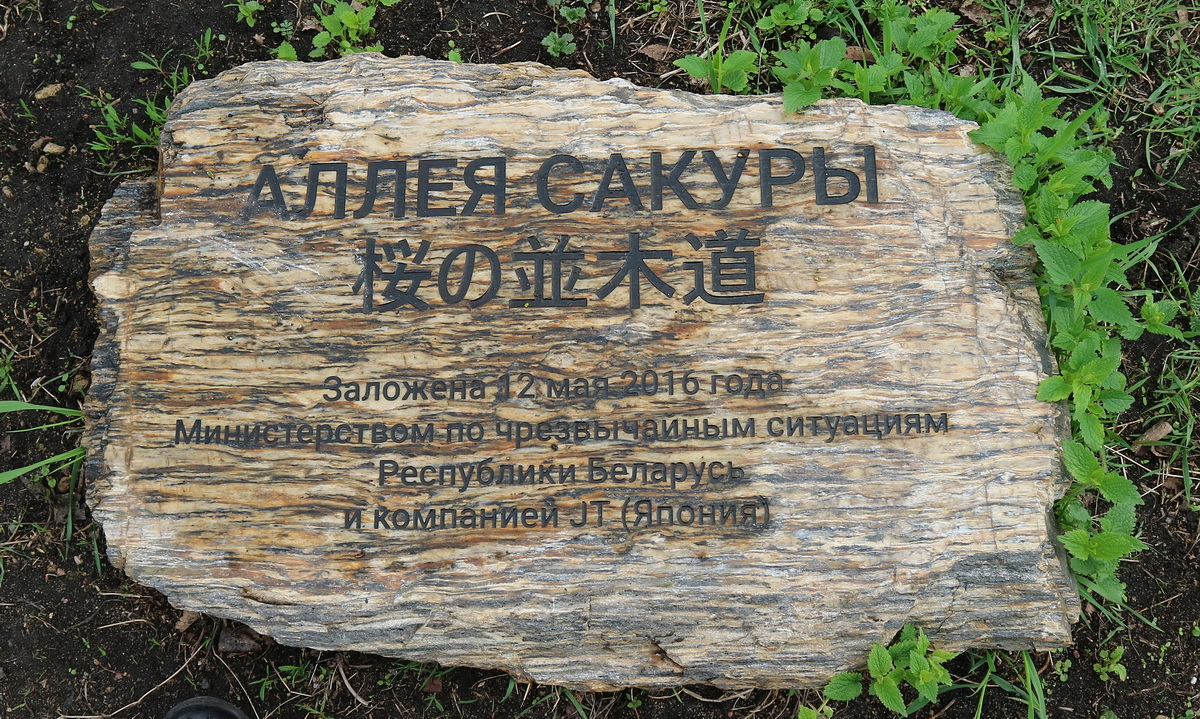 АЛЛЕЯ САКУРЫ
桜の並木道
Заложена 12 мая 2016 года
Министерством по чрезвычайным ситуациям
Республики Беларусь
и компанией JT (Япония)